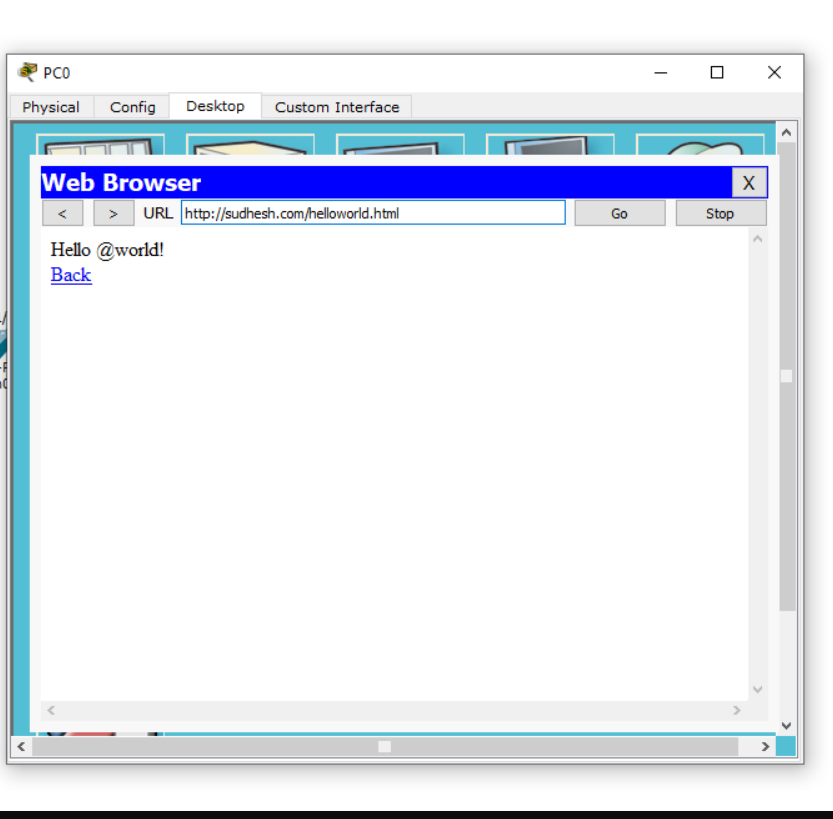 PC0
Physical Config Desktop Custom Interface
Web Browser X
< > URL http://sudhesh.com/helloworld.html Go Stop
Hello @world!
Back